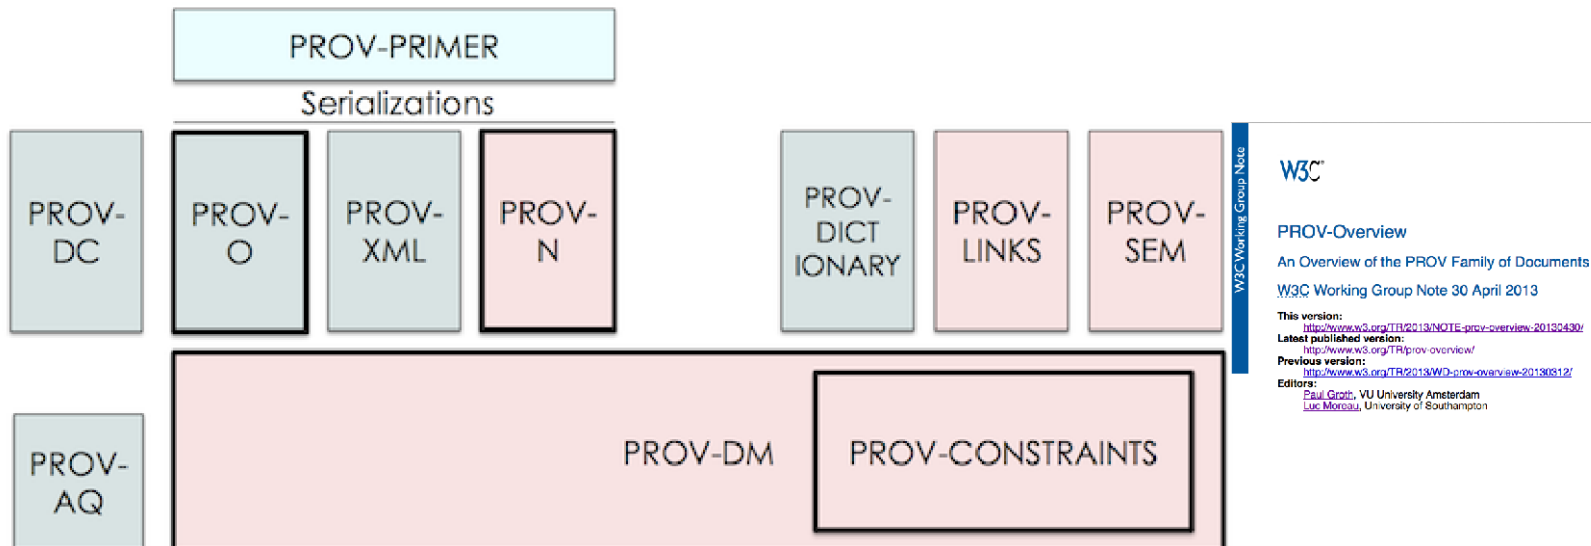 PROV-PRIMER
Serializations
PROV-
DC
PROV-
O
PROV-
XML
PROV-
N
PROV-
DICT
IONARY
PROV-
LINKS
PROV-
SEM
PROV-
AQ
PROV-DM
PROV-CONSTRAINTS
W3C Working Group Note
W3C
PROV-Overview
An Overview of the PROV Family of Documents
W3C Working Group Note 30 April 2013
This version:
http://www.w3.org/TR/2013/NOTE-prov-overview-20130430/
Latest published version:
http://www.w3.org/TR/prov-overview/
Previous version:
http://www.w3.org/TR/2013/WD-prov-overview-20130312/
Editors:
Paul Groth, VU University Amsterdam
Luc Moreau, University of Southampton